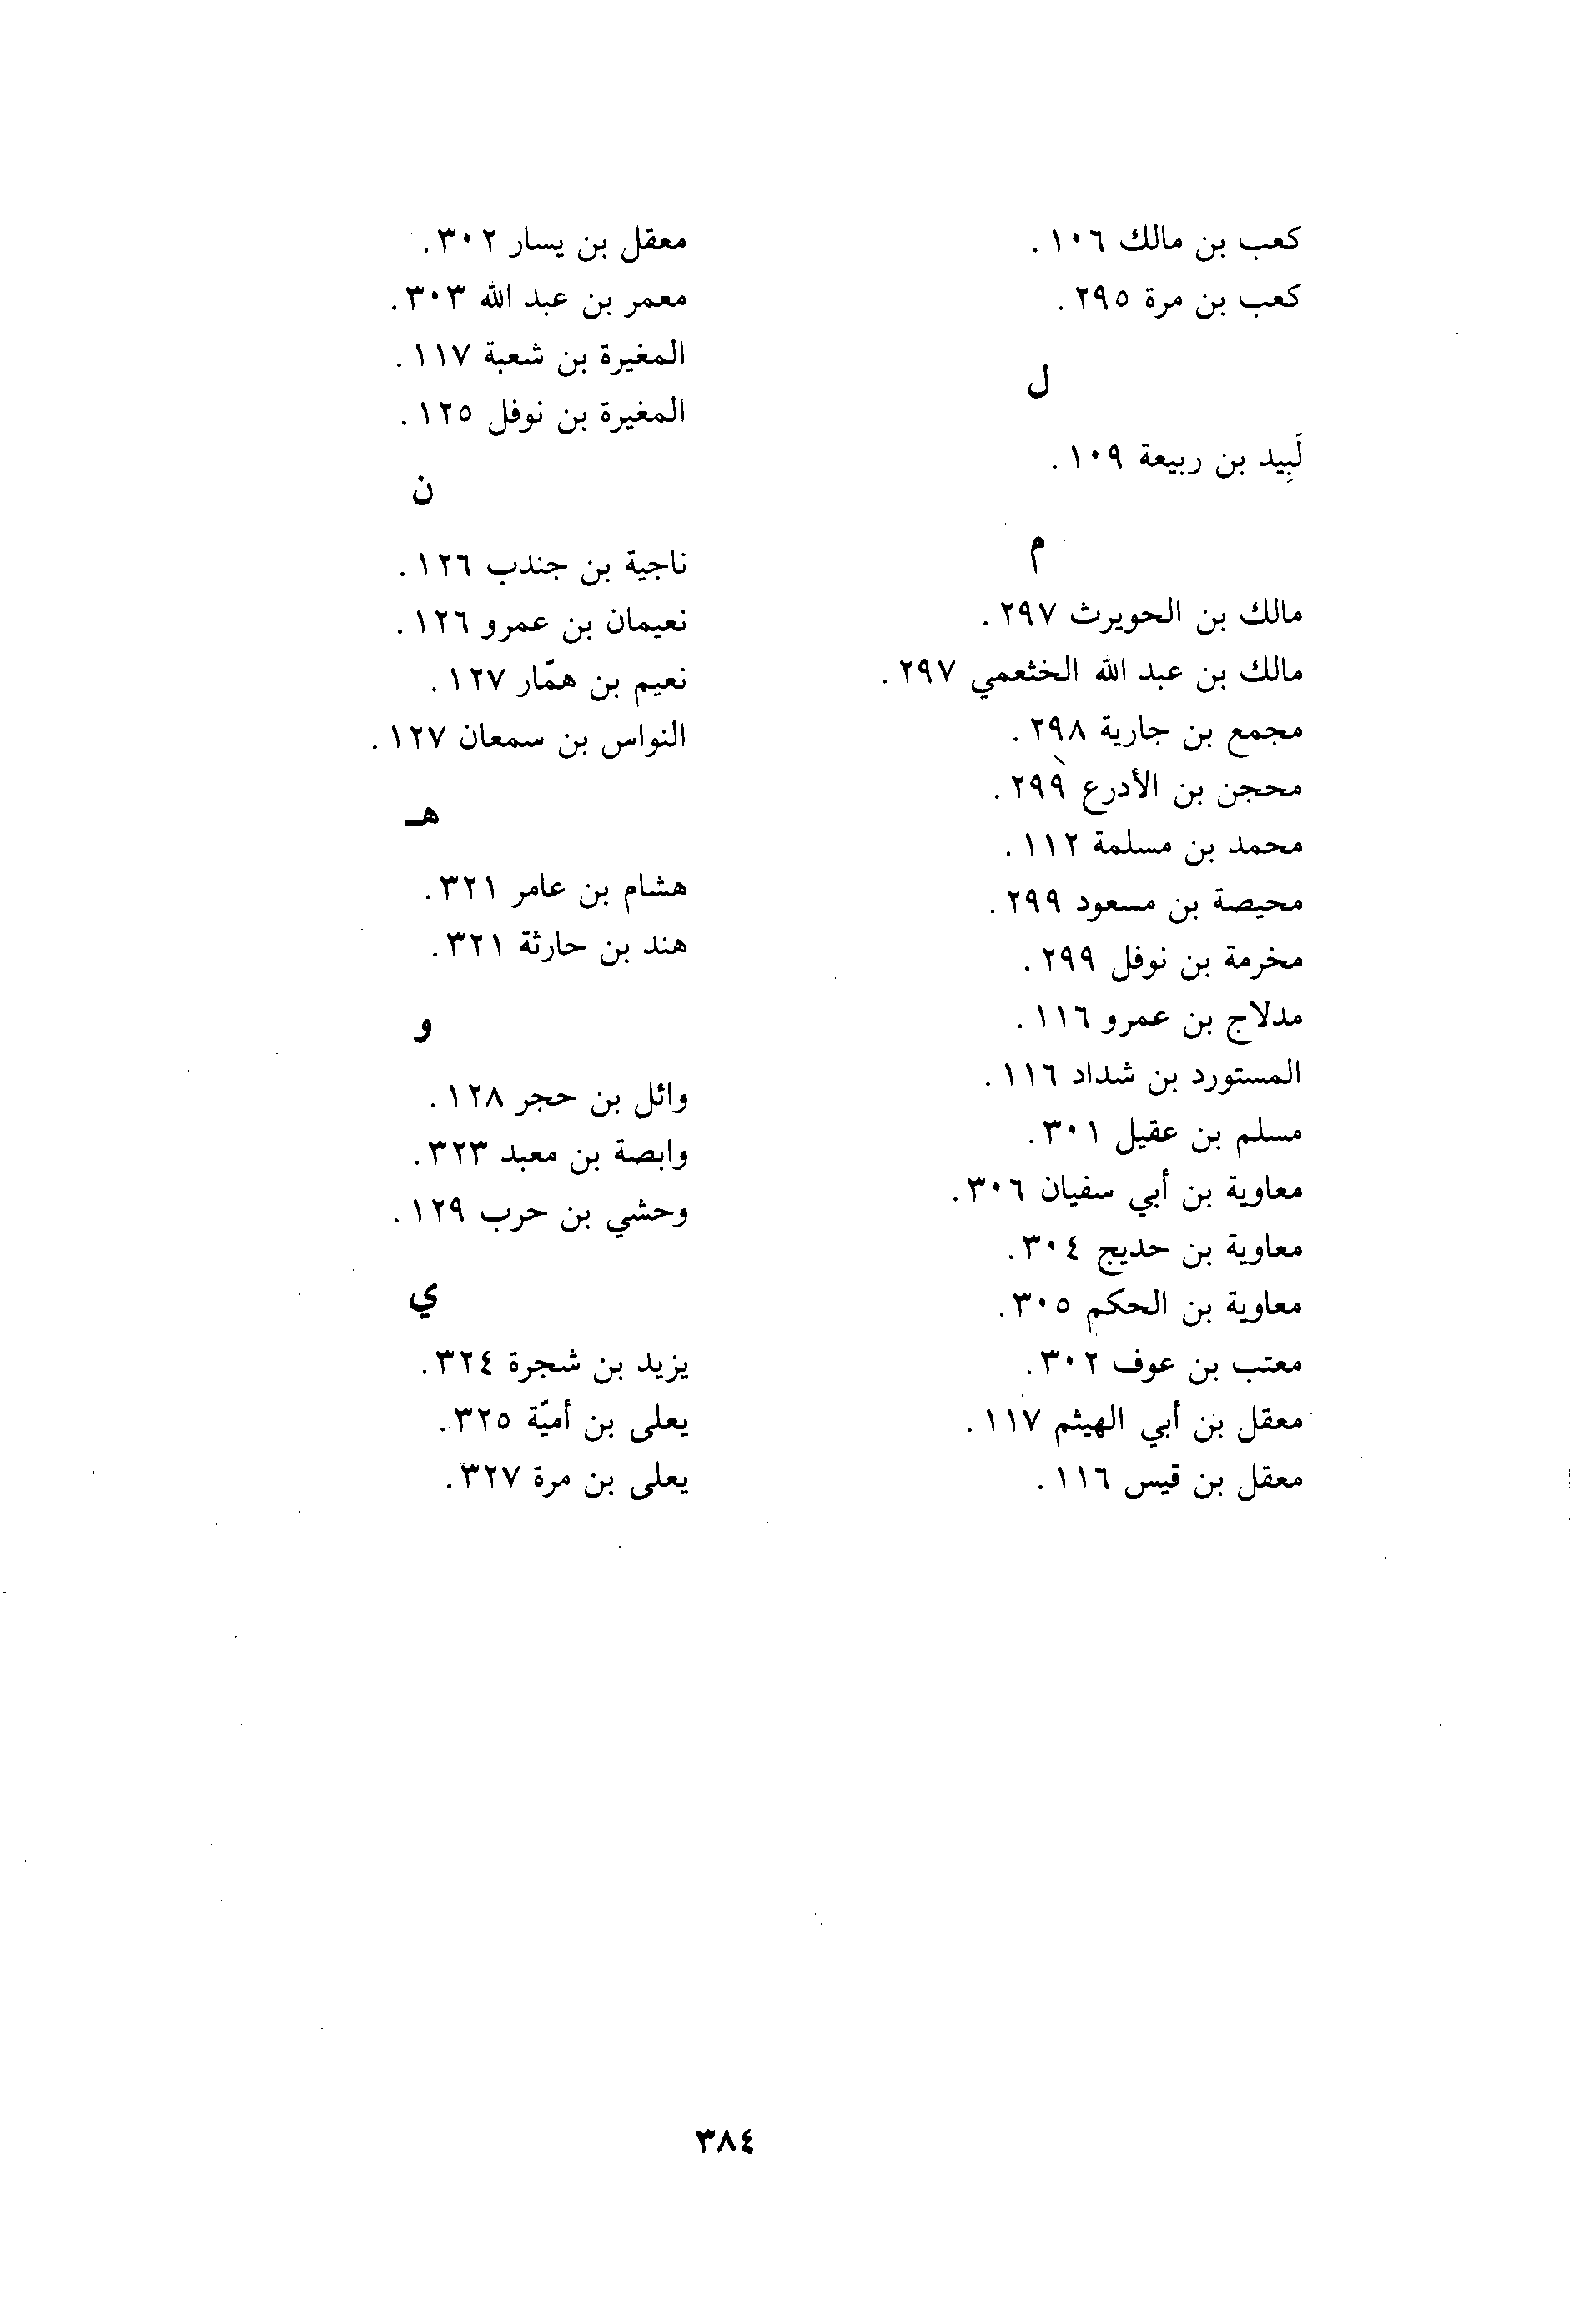 كعب بن مالك ١٠٦ .
كعب بن مرة ٢٩٥ .
ل
لَبِيد بن ربيعة ١٠٩ .
م
مالك بن الحويرث ٢٩٧ .
مالك بن عبد الله الخثعمي ٢٩٧ .
مجمع بن جارية ٢٩٨ .
محجن بن الأدرع ٢٩٩ .
محمد بن مسلمة ١١٢ .
محيصة بن مسعود ٢٩٩ .
مخرمة بن نوفل ٢٩٩ .
مدلاج بن عمرو ١١٦ .
المستورد بن شداد ١١٦ .
مسلم بن عقيل ٣٠١ .
معاوية بن أبي سفيان ٣٠٦ .
معاوية بن حديج ٣٠٤ .
معاوية بن الحكم ٣٠٥ .
معتب بن عوف ٣٠٢ .
معقل بن أبي الهيثم ١١٧ .
معقل بن قيس ١١٦ .
معقل بن يسار ٣٠٢ .
معمر بن عبد الله ٣٠٣ .
المغيرة بن شعبة ١١٧ .
المغيرة بن نوفل ١٢٥ .
ن
ناجية بن جندب ١٢٦ .
نعيمان بن عمرو ١٢٦ .
نعيم بن همّار ١٢٧ .
النواس بن سمعان ١٢٧ .
هـ
هشام بن عامر ٣٢١ .
هند بن حارثة ٣٢١ .
و
وائل بن حجر ١٢٨ .
وابصة بن معبد ٣٢٣ .
وحشي بن حرب ١٢٩ .
ي
يزيد بن شجرة ٣٢٤ .
يعلى بن أميّة ٣٢٥ .
يعلى بن مرة ٣٢٧ .
٣٨٤